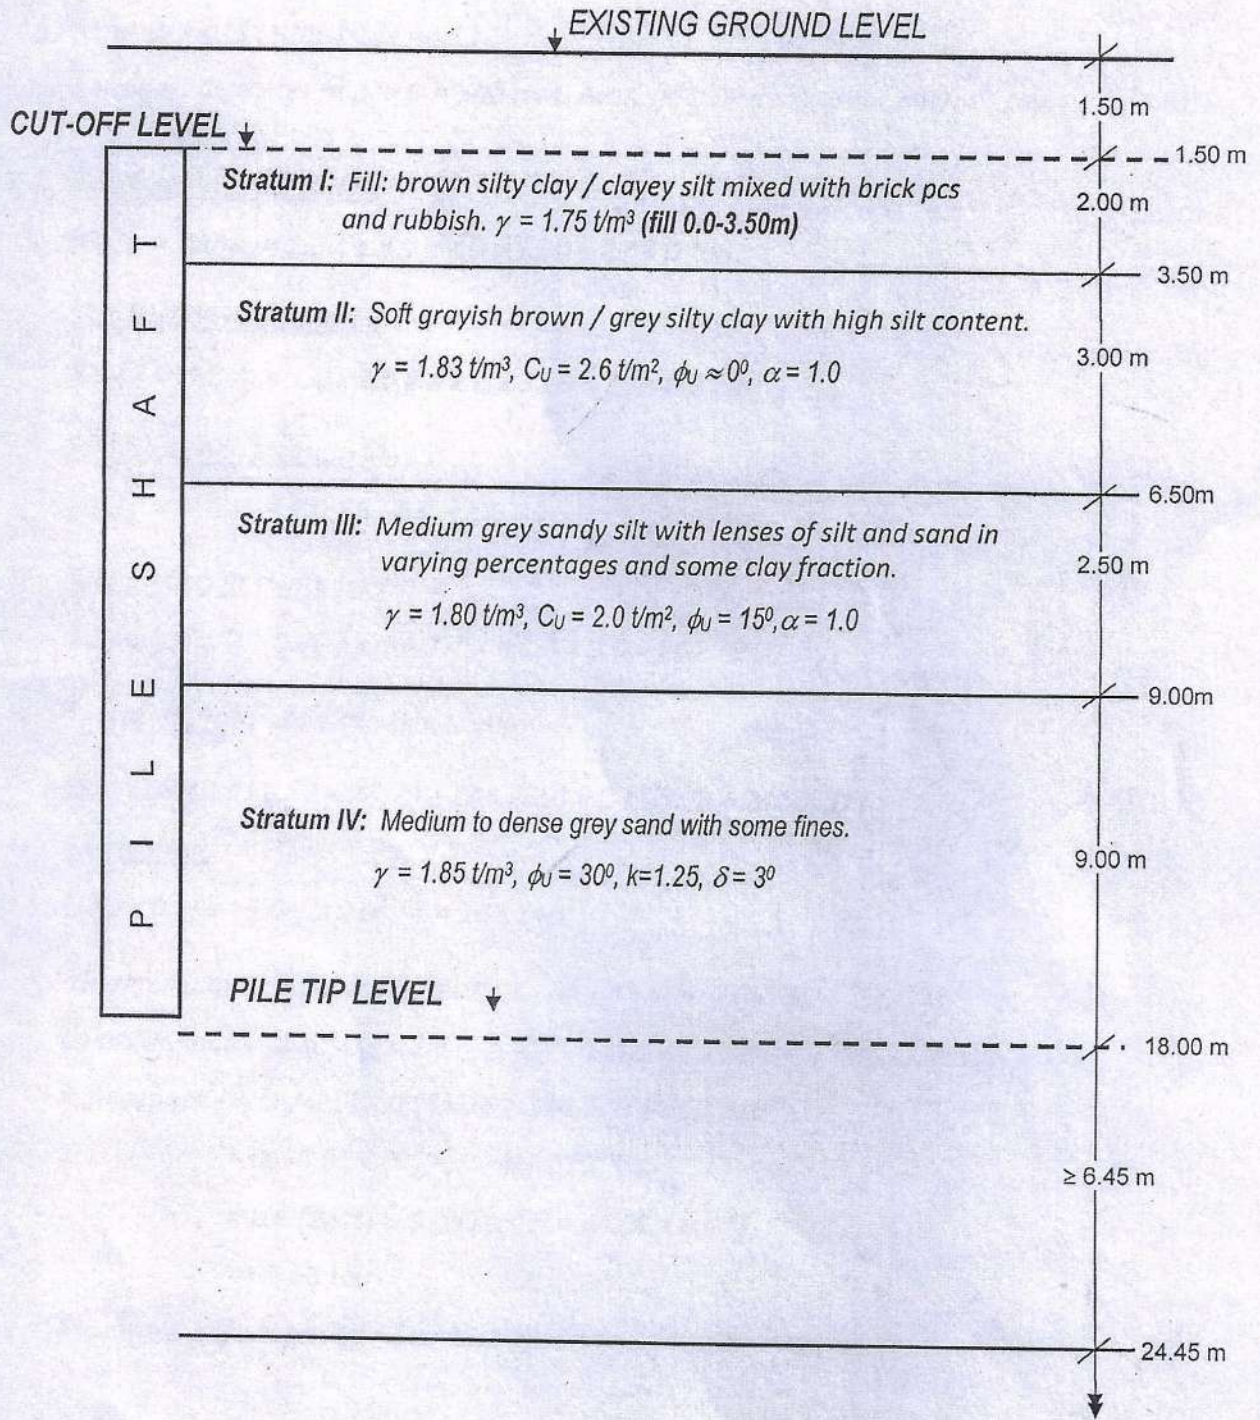 EXISTING GROUND LEVEL
1.50 m
CUT-OFF LEVEL
1.50 m
Stratum I: Fill: brown silty clay / clayey silt mixed with brick pcs
and rubbish. γ = 1.75 t/m³ (fill 0.0-3.50m)
2.00 m
3.50 m
Stratum II: Soft grayish brown / grey silty clay with high silt content.
γ = 1.83 t/m³, CU = 2.6 t/m², ϕU ≈0⁰, α = 1.0
3.00 m
6.50m
Stratum III: Medium grey sandy silt with lenses of silt and sand in
varying percentages and some clay fraction.
γ = 1.80 t/m³, CU = 2.0 t/m², ϕU = 15⁰, α = 1.0
2.50 m
9.00m
Stratum IV: Medium to dense grey sand with some fines.
γ = 1.85 t/m³, ϕU = 30⁰, k=1.25, δ= 3⁰
9.00 m
PILE SHAFT
PILE TIP LEVEL
18.00 m
≥ 6.45 m
24.45 m